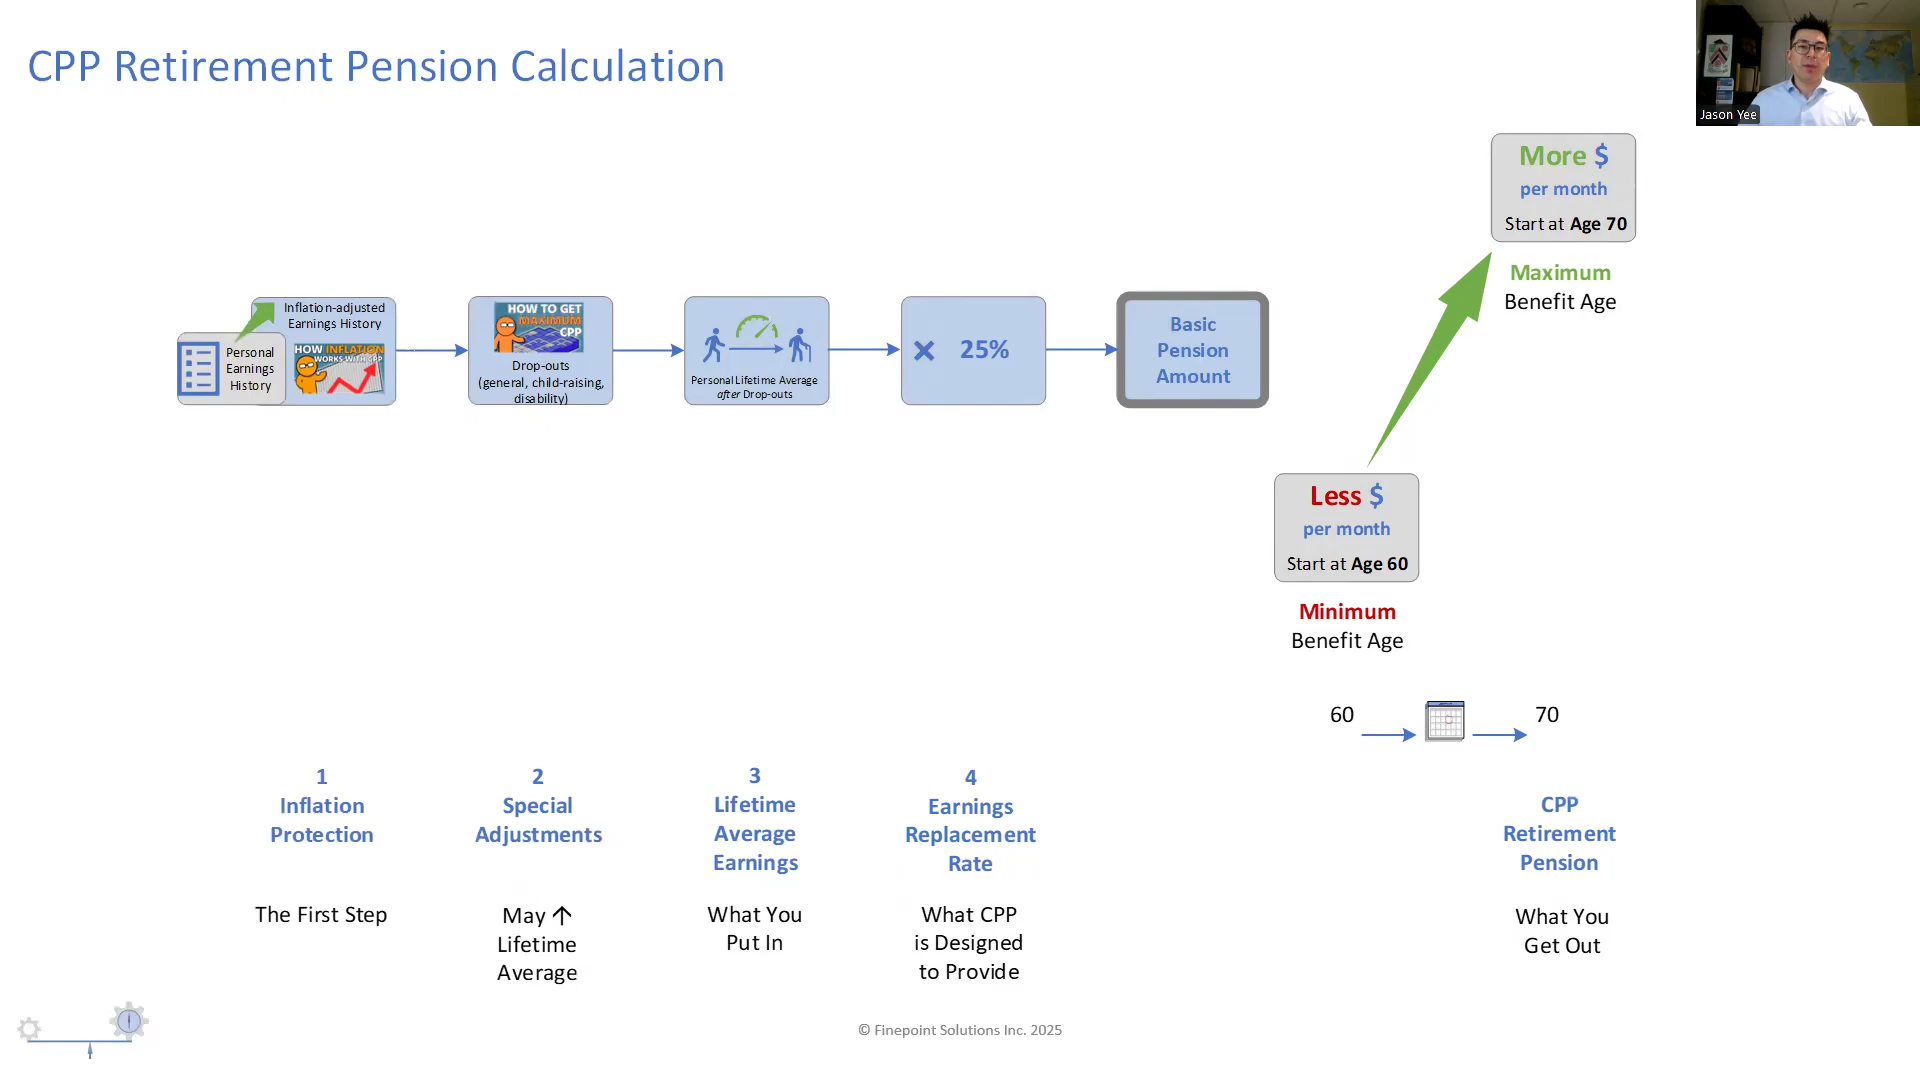 CPP Retirement Pension Calculation
Jason Yee
More $
per month
Start at Age 70
Maximum
Benefit Age
Inflation-adjusted
Earnings History
Personal
Earnings
History
HOW INFLATION
WORKS WITH CPP
HOW TO GET
MAXIMUM
CPP
Drop-outs
(general, child-raising,
disability)
Personal Lifetime Average
after Drop-outs
× 25%
Basic
Pension
Amount
Less $
per month
Start at Age 60
Minimum
Benefit Age
60
70
1
Inflation
Protection
The First Step
2
Special
Adjustments
May ↑
Lifetime
Average
3
Lifetime
Average
Earnings
What You
Put In
4
Earnings
Replacement
Rate
What CPP
is Designed
to Provide
CPP
Retirement
Pension
What You
Get Out
© Finepoint Solutions Inc. 2025